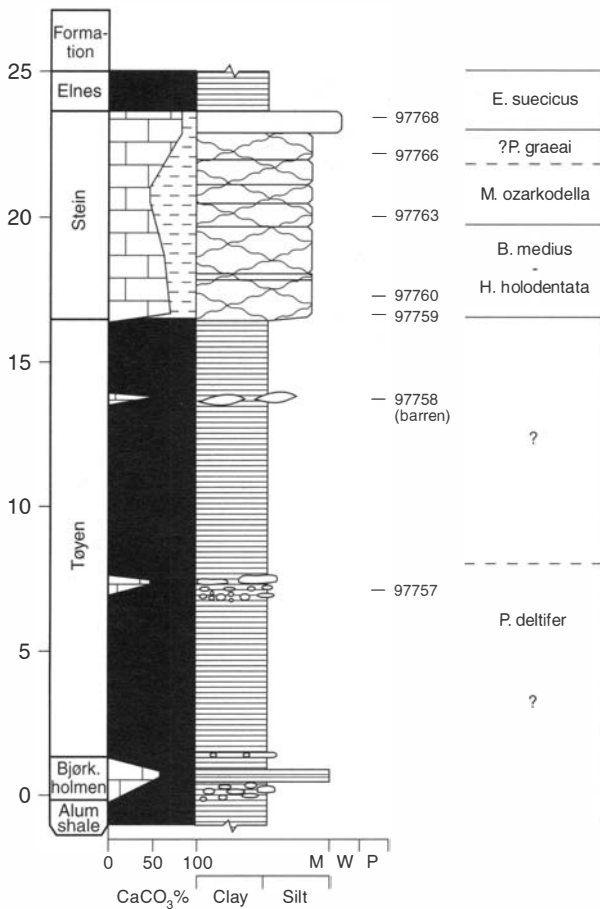 Forma-
tion
25
Elnes
E. suecicus
97768
?P. graeai
97766
Stein
M. ozarkodella
20
97763
B. medius
-
H. holodentata
97760
97759
15
97758
(barren)
?
10
Tøyen
97757
P. deltifer
5
?
Bjørk.
holmen
0
Alum
shale
0 50 100 M W P
CaCO₃% Clay Silt